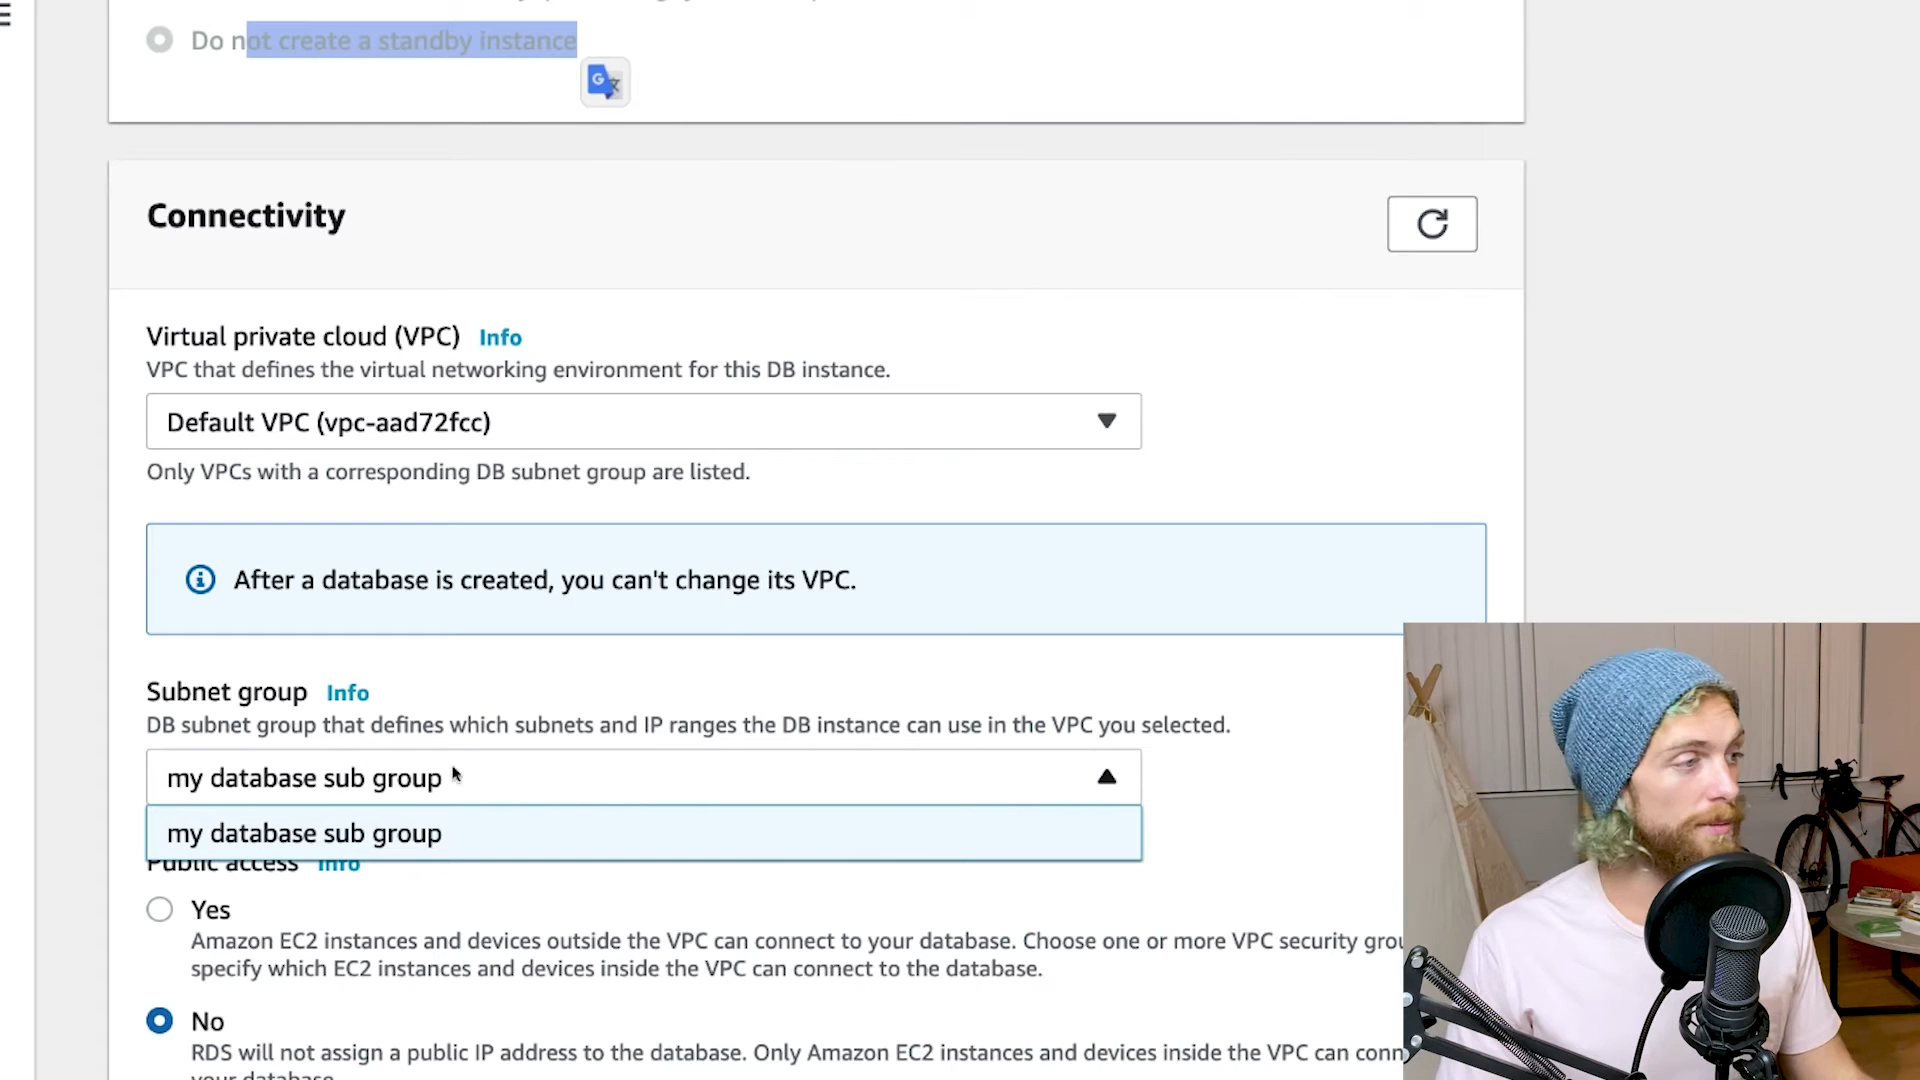 Do not create a standby instance
Connectivity
Virtual private cloud (VPC) Info
VPC that defines the virtual networking environment for this DB instance.
Default VPC (vpc-aad72fcc)
Only VPCs with a corresponding DB subnet group are listed.
After a database is created, you can't change its VPC.
Subnet group Info
DB subnet group that defines which subnets and IP ranges the DB instance can use in the VPC you selected.
my database sub group
my database sub group
Public access Info
Yes
Amazon EC2 instances and devices outside the VPC can connect to your database. Choose one or more VPC security grou
specify which EC2 instances and devices inside the VPC can connect to the database.
No
RDS will not assign a public IP address to the database. Only Amazon EC2 instances and devices inside the VPC can conn
your database.